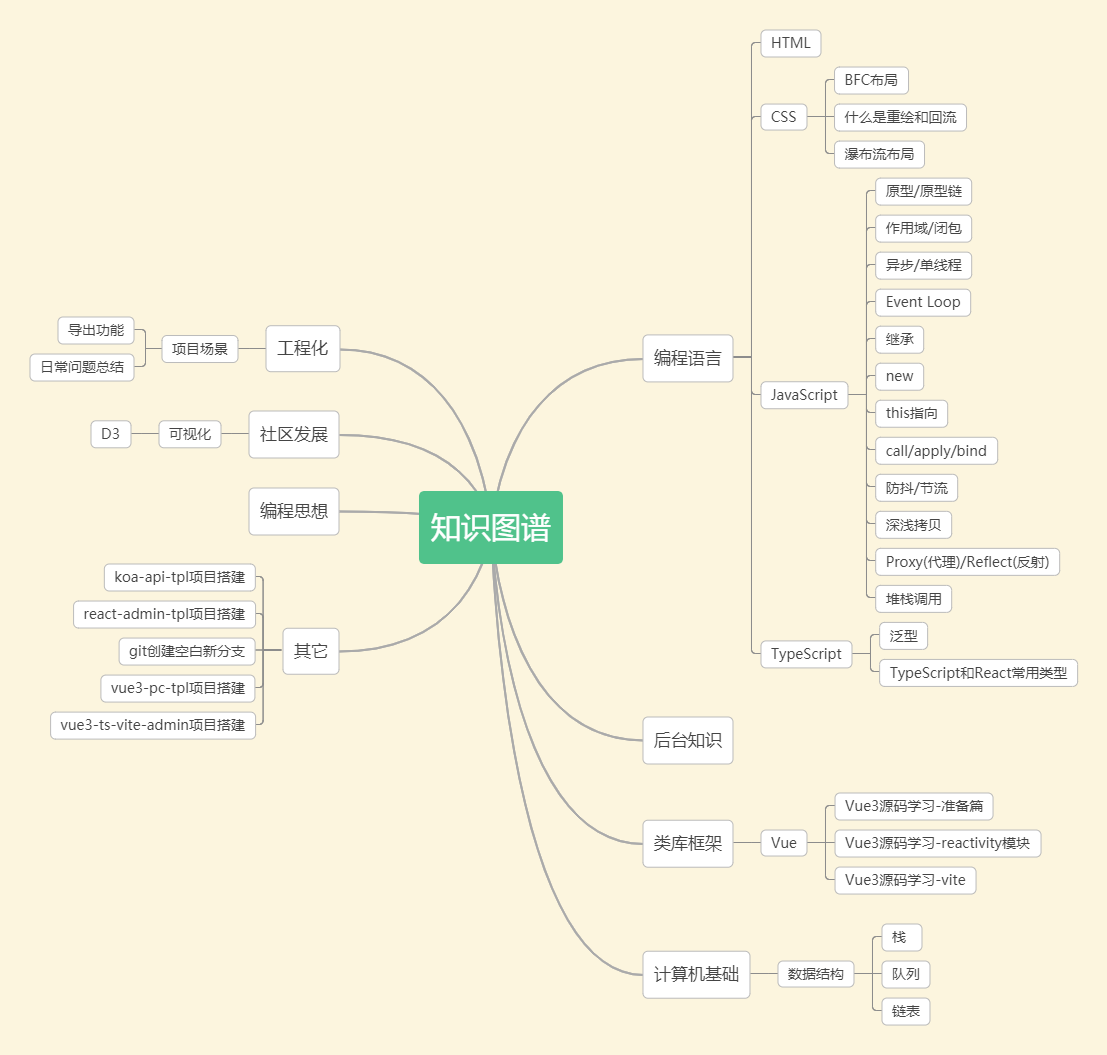 知识图谱
编程语言
HTML
CSS
BFC布局
什么是重绘和回流
瀑布流布局
JavaScript
原型/原型链
作用域/闭包
异步/单线程
Event Loop
继承
new
this指向
call/apply/bind
防抖/节流
深浅拷贝
Proxy(代理)/Reflect(反射)
堆栈调用
TypeScript
泛型
TypeScript和React常用类型
后台知识
类库框架
Vue
Vue3源码学习-准备篇
Vue3源码学习-reactivity模块
Vue3源码学习-vite
计算机基础
数据结构
栈
队列
链表
工程化
项目场景
导出功能
日常问题总结
社区发展
可视化
D3
编程思想
其它
koa-api-tpl项目搭建
react-admin-tpl项目搭建
git创建空白新分支
vue3-pc-tpl项目搭建
vue3-ts-vite-admin项目搭建